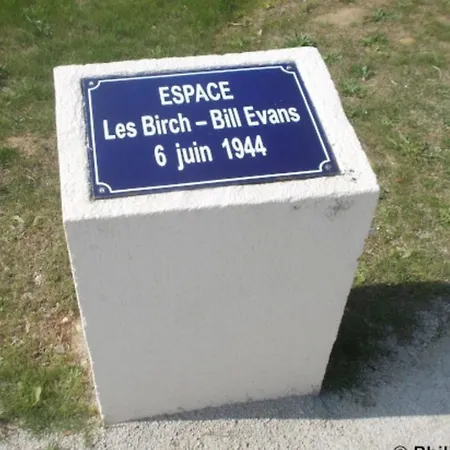 ESPACE
Les Birch – Bill Evans
6 juin 1944